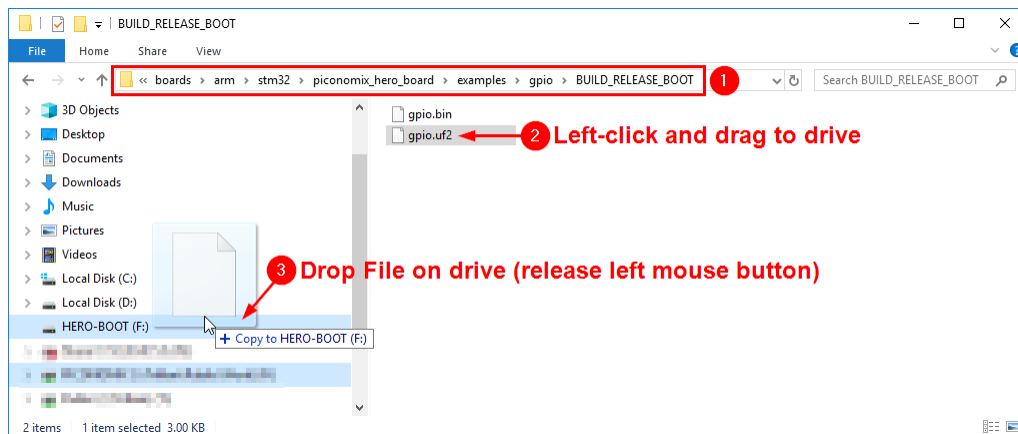 BUILD_RELEASE_BOOT
File Home Share View
« boards > arm > stm32 > piconomix_hero_board > examples > gpio > BUILD_RELEASE_BOOT 1 Search BUILD_RELEASE_BOOT
3D Objects
Desktop
Documents
Downloads
Music
Pictures
Videos
Local Disk (C:)
Local Disk (D:)
HERO-BOOT (F:)
gpio.bin
gpio.uf2
2 Left-click and drag to drive
3 Drop File on drive (release left mouse button)
+ Copy to HERO-BOOT (F:)
2 items 1 item selected 3.00 KB